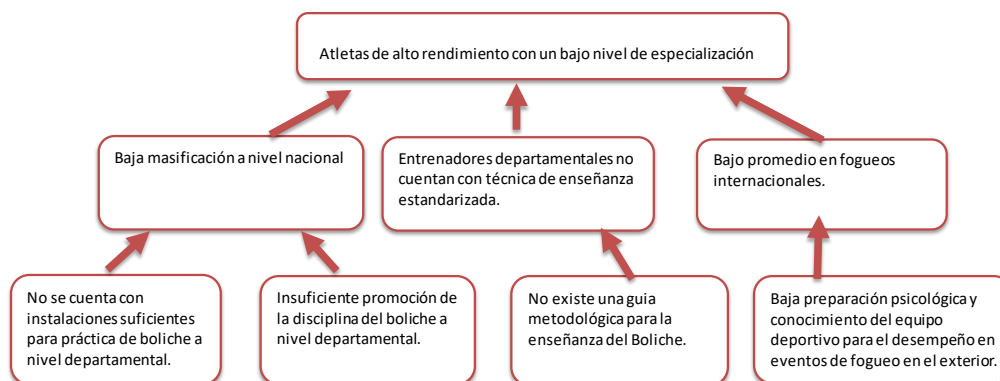 Atletas de alto rendimiento con un bajo nivel de especialización
Baja masificación a nivel nacional
Entrenadores departamentales no
cuentan con técnica de enseñanza
estandarizada.
Bajo promedio en fogueos
internacionales.
No se cuenta con
instalaciones suficientes
para práctica de boliche a
nivel departamental.
Insuficiente promoción de
la disciplina del boliche a
nivel departamental.
No existe una guia
metodológica para la
enseñanza del Boliche.
Baja preparación psicológica y
conocimiento del equipo
deportivo para el desempeño en
eventos de fogueo en el exterior.